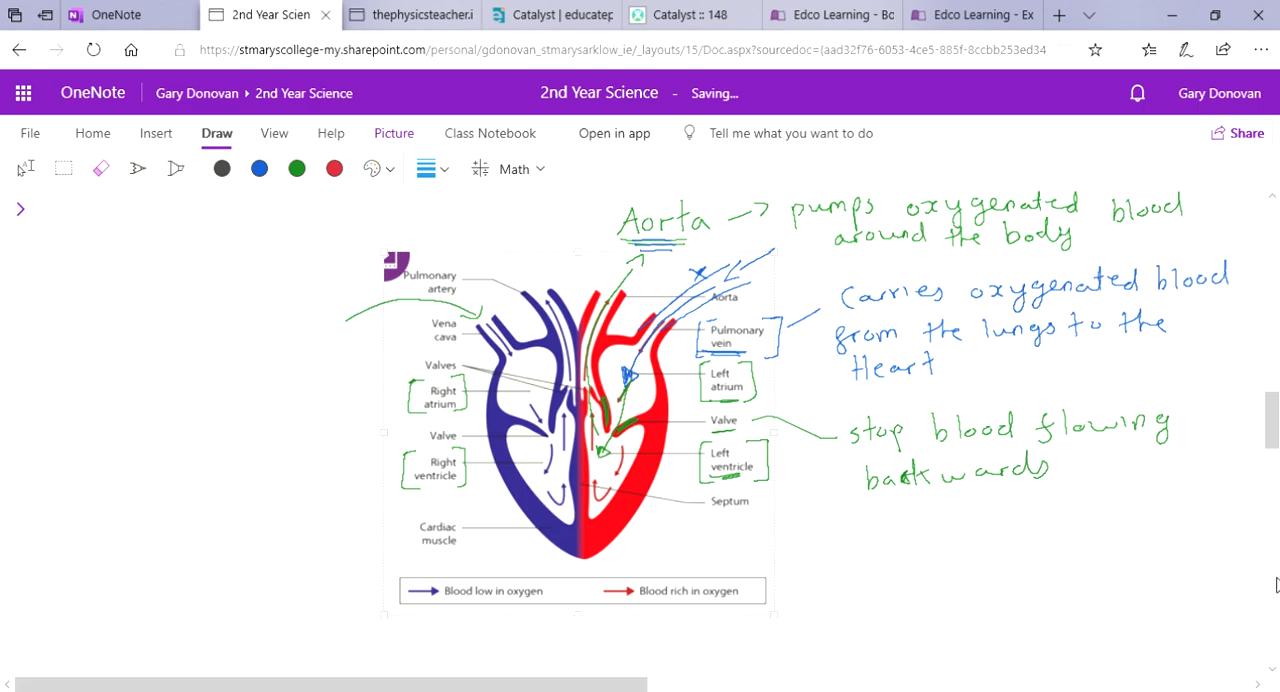 OneNote
2nd Year Scien
thephysicsteacher.i
Catalyst | educatep
Catalyst :: 148
Edco Learning - Bo
Edco Learning - Ex
https://stmaryscollege-my.sharepoint.com/personal/gdonovan_stmarysarklow_ie/_layouts/15/Doc.aspx?sourcedoc={aad32f76-6053-4ce5-885f-8ccbb253ed34
OneNote
Gary Donovan › 2nd Year Science
2nd Year Science - Saving...
Gary Donovan
File Home Insert Draw View Help Picture Class Notebook Open in app Tell me what you want to do Share
Math
Aorta → pumps oxygenated blood
around the body
Pulmonary
artery
Vena
cava
Valves
Right
atrium
Valve
Right
ventricle
Cardiac
muscle
Aorta
Pulmonary
vein
Left
atrium
Valve
Left
ventricle
Septum
Carries oxygenated blood
from the lungs to the
Heart
stop blood flowing
backwards
Blood low in oxygen
Blood rich in oxygen